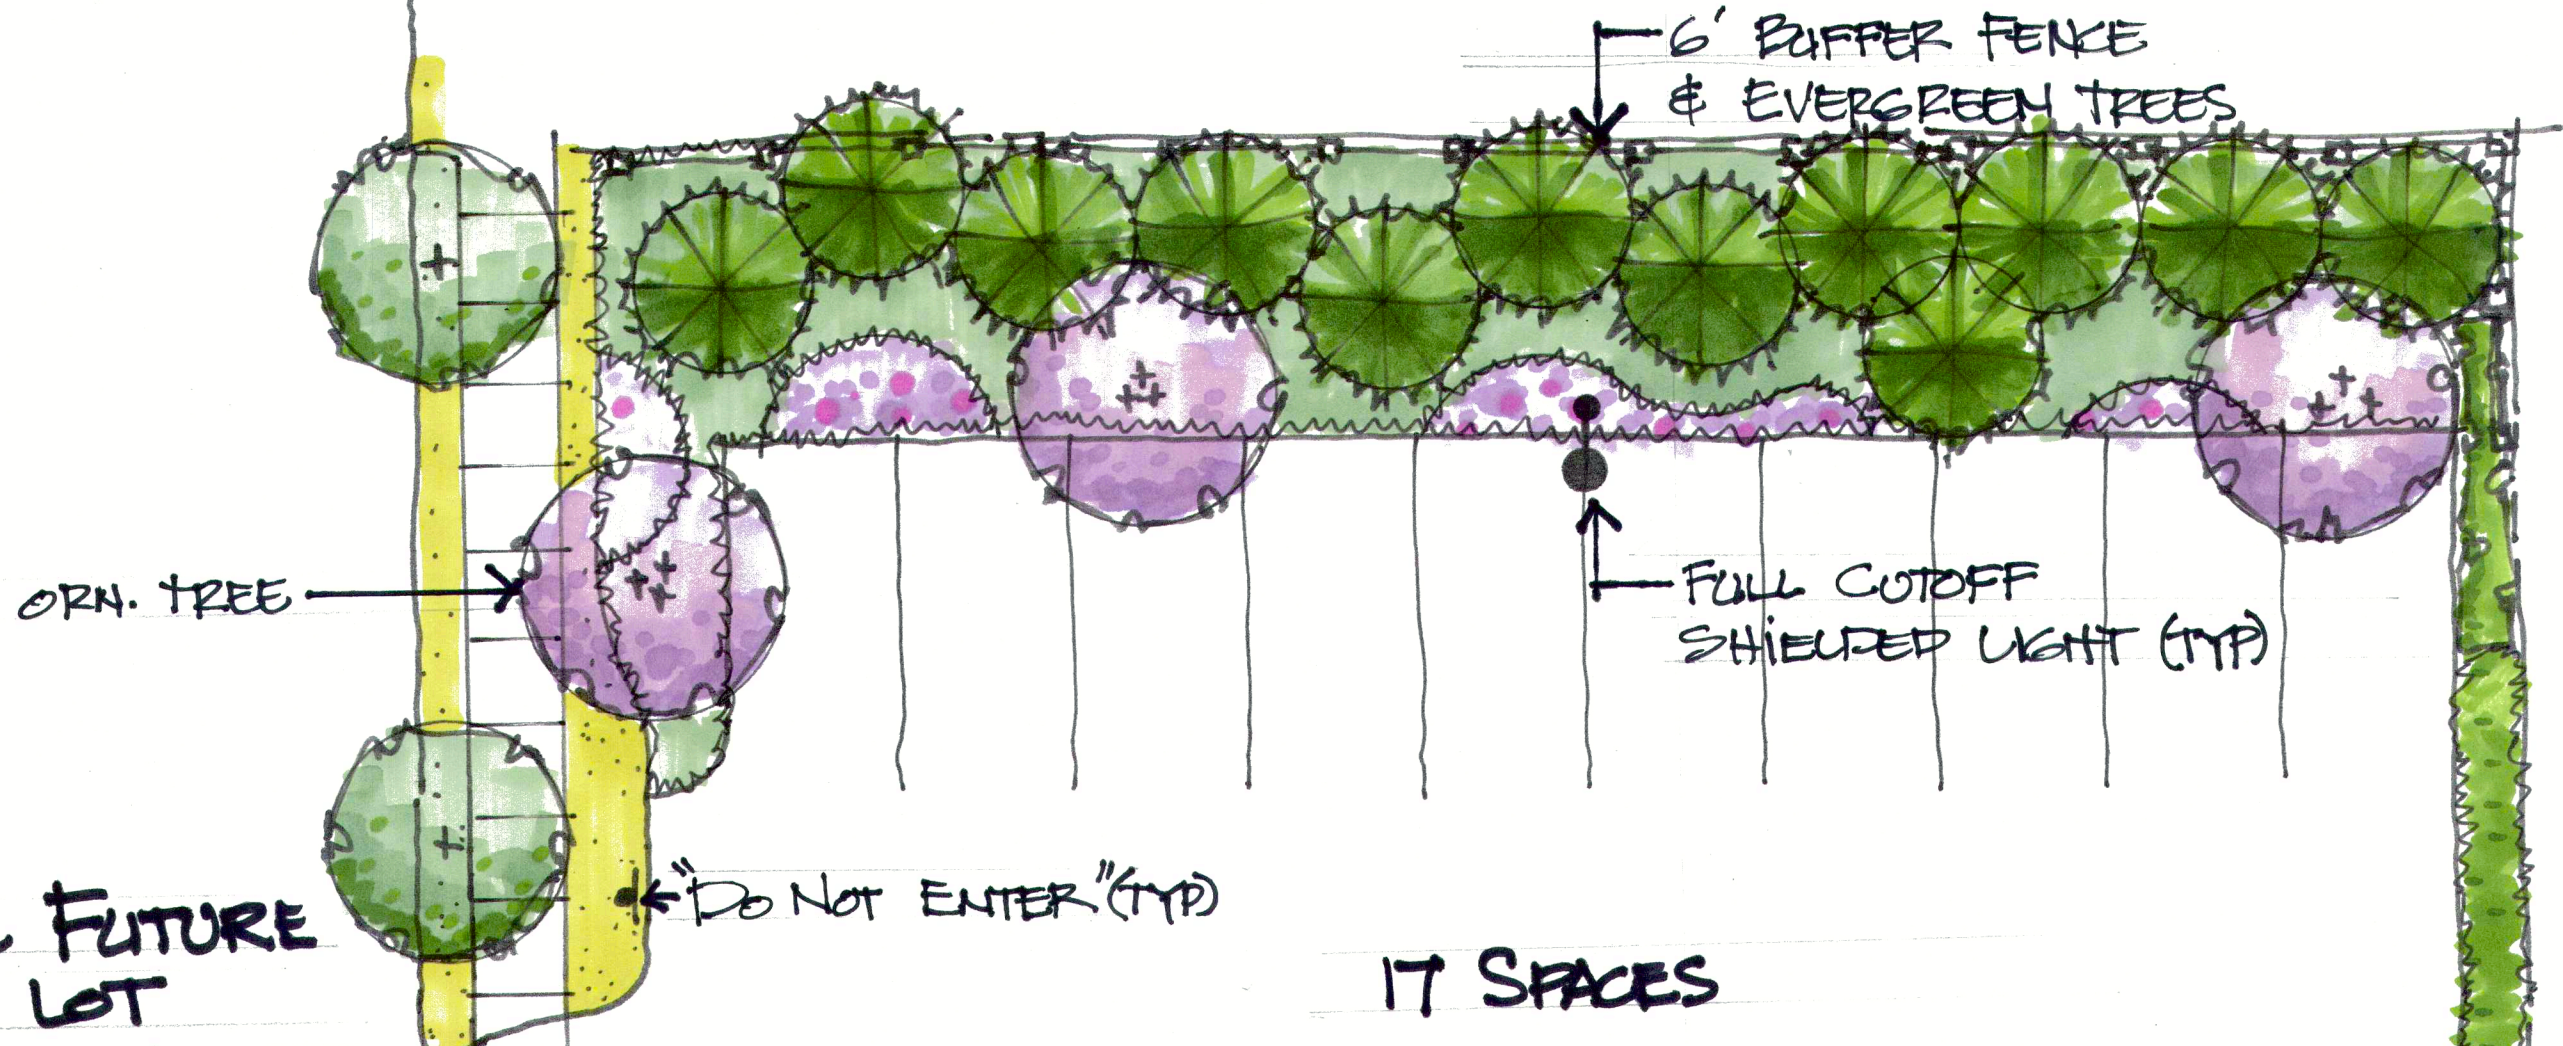 6' BUFFER FENCE
& EVERGREEN TREES
ORN. TREE
FULL CUTOFF
SHIELDED LIGHT (TYP)
"DO NOT ENTER" (TYP)
FUTURE
LOT
17 SPACES